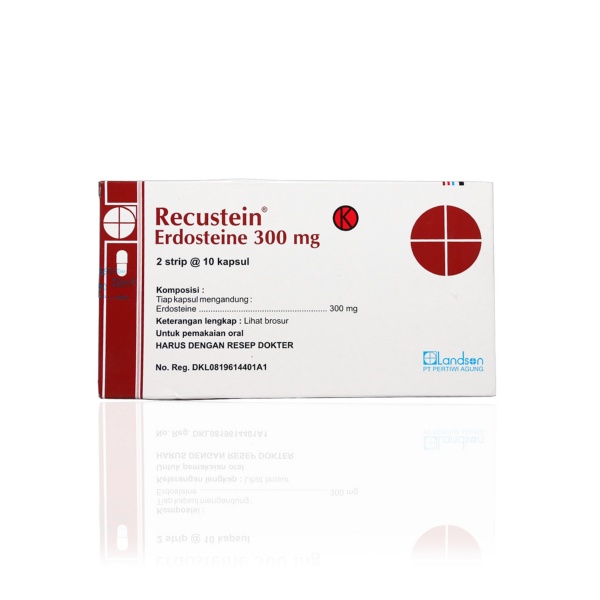 Recustein®
Erdosteine 300 mg
K
2 strip @ 10 kapsul
Komposisi :
Tiap kapsul mengandung :
Erdosteine ........................................................ 300 mg
Keterangan lengkap : Lihat brosur
Untuk pemakaian oral
HARUS DENGAN RESEP DOKTER
No. Reg. DKL0819614401A1
Landson
PT PERTIWI AGUNG